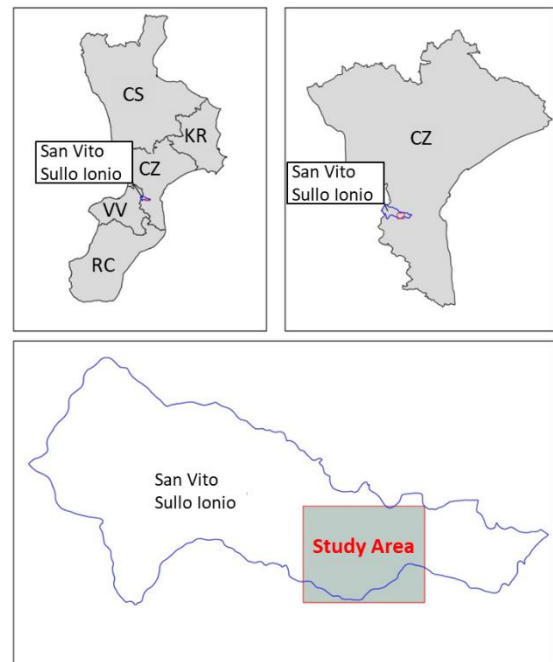 CS
KR
San Vito
Sullo Ionio
CZ
VV
RC
CZ
San Vito
Sullo Ionio
San Vito
Sullo Ionio
Study Area